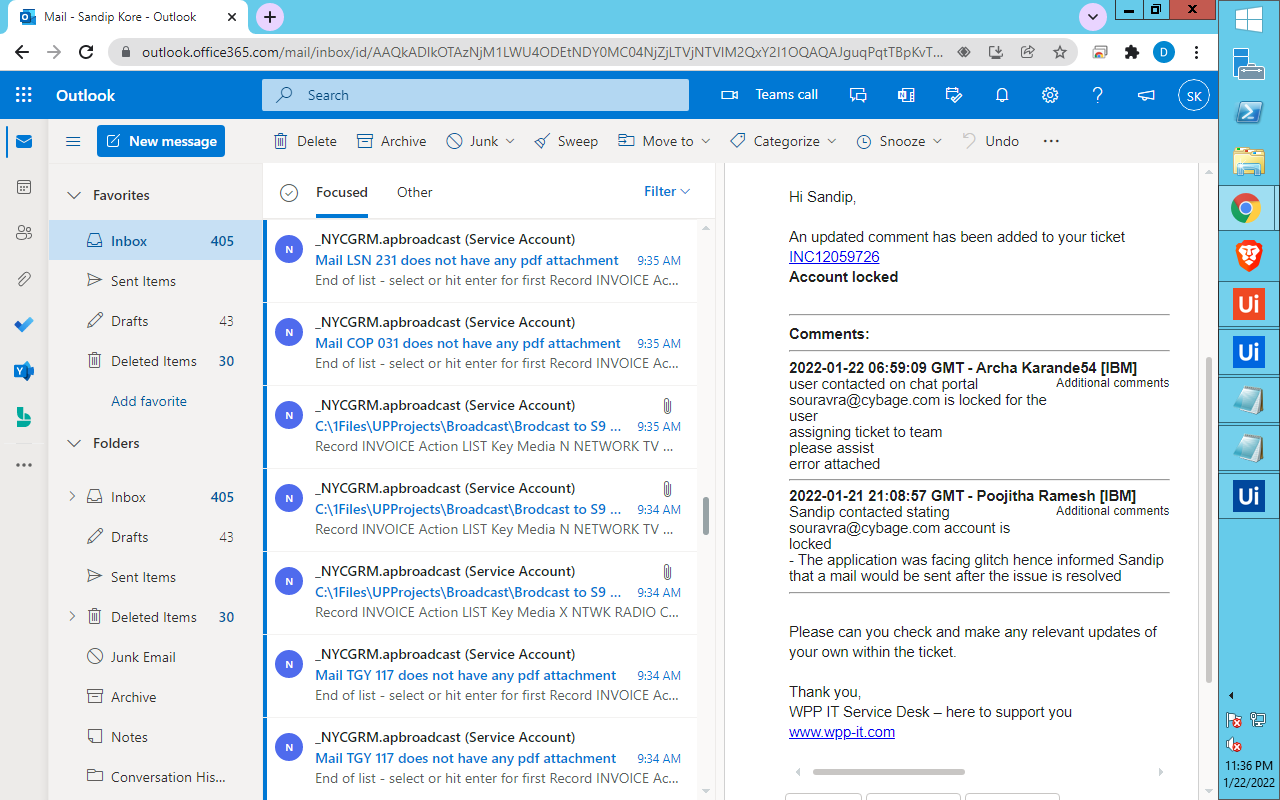 Mail - Sandip Kore - Outlook
outlook.office365.com/mail/inbox/id/AAQkADIkOTAzNjM1LWU4ODEtNDY0MC04NjZjLTVjNTVlM2QxY2I1OQAQAJguqPqtTBpKvT...
D
Outlook
Search
Teams call
SK
New message
Delete
Archive
Junk
Sweep
Move to
Categorize
Snooze
Undo
Favorites
Inbox 405
Sent Items
Drafts 43
Deleted Items 30
Add favorite
Folders
Inbox 405
Drafts 43
Sent Items
Deleted Items 30
Junk Email
Archive
Notes
Conversation His...
Focused
Other
Filter
N
_NYCGRM.apbroadcast (Service Account)
Mail LSN 231 does not have any pdf attachment 9:35 AM
End of list - select or hit enter for first Record INVOICE Ac...
N
_NYCGRM.apbroadcast (Service Account)
Mail COP 031 does not have any pdf attachment 9:35 AM
End of list - select or hit enter for first Record INVOICE Ac...
N
_NYCGRM.apbroadcast (Service Account)
C:\1Files\UPProjects\Broadcast\Brodcast to S9 ... 9:35 AM
Record INVOICE Action LIST Key Media N NETWORK TV ...
N
_NYCGRM.apbroadcast (Service Account)
C:\1Files\UPProjects\Broadcast\Brodcast to S9 ... 9:34 AM
Record INVOICE Action LIST Key Media N NETWORK TV ...
N
_NYCGRM.apbroadcast (Service Account)
C:\1Files\UPProjects\Broadcast\Brodcast to S9 ... 9:34 AM
Record INVOICE Action LIST Key Media X NTWK RADIO C...
N
_NYCGRM.apbroadcast (Service Account)
Mail TGY 117 does not have any pdf attachment 9:34 AM
End of list - select or hit enter for first Record INVOICE Ac...
N
_NYCGRM.apbroadcast (Service Account)
Mail TGY 117 does not have any pdf attachment 9:34 AM
End of list - select or hit enter for first Record INVOICE Ac...
Hi Sandip,
An updated comment has been added to your ticket
INC12059726
Account locked
Comments:
2022-01-22 06:59:09 GMT - Archa Karande54 [IBM]
Additional comments
user contacted on chat portal
souravra@cybage.com is locked for the
user
assigning ticket to team
please assist
error attached
2022-01-21 21:08:57 GMT - Poojitha Ramesh [IBM]
Additional comments
Sandip contacted stating
souravra@cybage.com account is
locked
- The application was facing glitch hence informed Sandip
that a mail would be sent after the issue is resolved
Please can you check and make any relevant updates of
your own within the ticket.
Thank you,
WPP IT Service Desk – here to support you
www.wpp-it.com
Ui
Ui
Ui
11:36 PM
1/22/2022